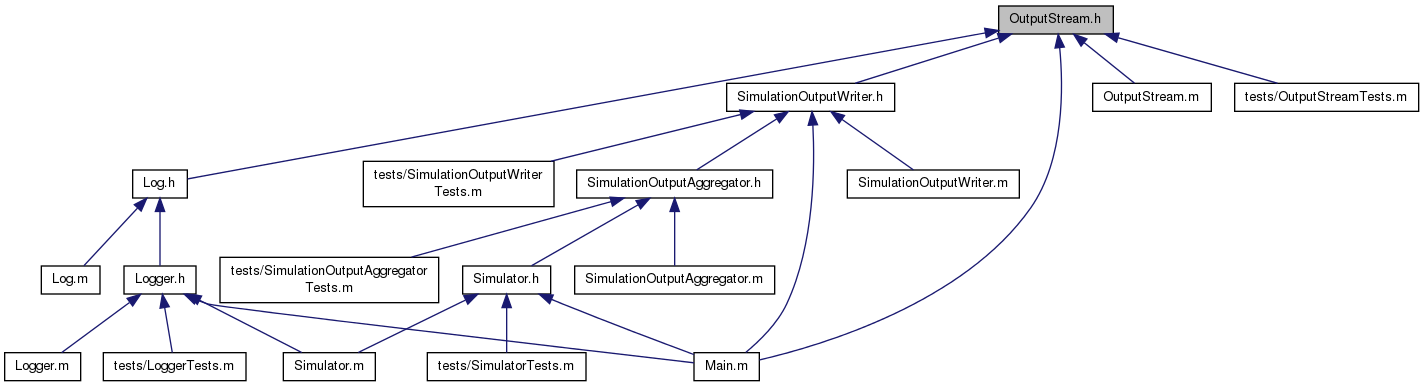 OutputStream.h
SimulationOutputWriter.h
OutputStream.m
tests/OutputStreamTests.m
Log.h
tests/SimulationOutputWriter
Tests.m
SimulationOutputAggregator.h
SimulationOutputWriter.m
Log.m
Logger.h
tests/SimulationOutputAggregator
Tests.m
Simulator.h
SimulationOutputAggregator.m
Logger.m
tests/LoggerTests.m
Simulator.m
tests/SimulatorTests.m
Main.m